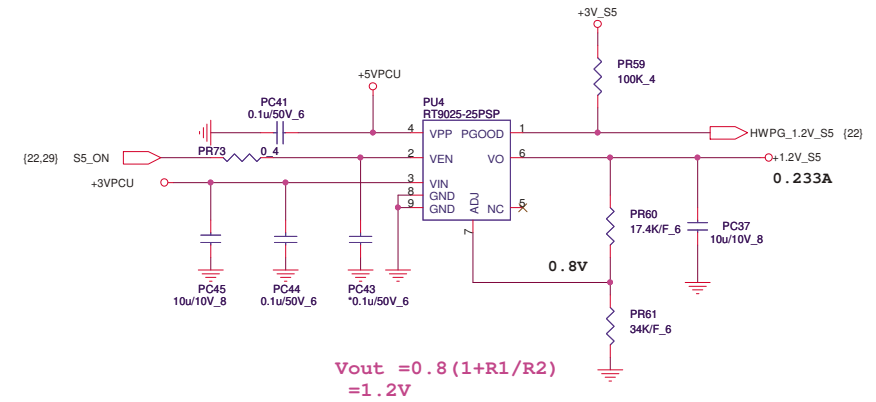 +3V_S5
PR59
100K_4
+5VPCU
PC41
0.1u/50V_6
PU4
RT9025-25PSP
4 VPP PGOOD 1
HWPG_1.2V_S5 {22}
{22,29} S5_ON
PR73 0_4
2 VEN VO 6
+1.2V_S5
0.233A
+3VPCU
3 VIN
8 GND
9 GND
ADJ
NC 5
7
PR60
17.4K/F_6
PC37
10u/10V_8
0.8V
PC45
10u/10V_8
PC44
0.1u/50V_6
PC43
*0.1u/50V_6
PR61
34K/F_6
Vout =0.8(1+R1/R2)
=1.2V